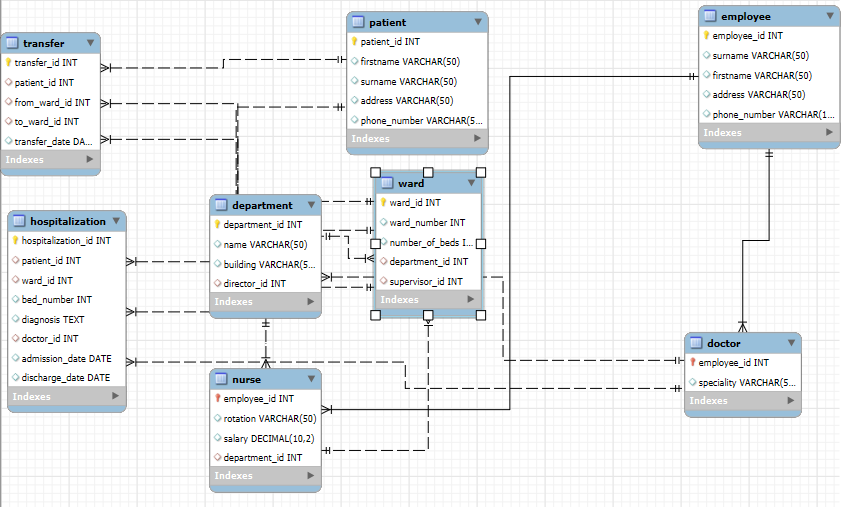 transfer
transfer_id INT
patient_id INT
from_ward_id INT
to_ward_id INT
transfer_date DA...
Indexes
patient
patient_id INT
firstname VARCHAR(50)
surname VARCHAR(50)
address VARCHAR(50)
phone_number VARCHAR(5...
Indexes
employee
employee_id INT
surname VARCHAR(50)
firstname VARCHAR(50)
address VARCHAR(50)
phone_number VARCHAR(1...
Indexes
hospitalization
hospitalization_id INT
patient_id INT
ward_id INT
bed_number INT
diagnosis TEXT
doctor_id INT
admission_date DATE
discharge_date DATE
Indexes
department
department_id INT
name VARCHAR(50)
building VARCHAR(5...
director_id INT
Indexes
ward
ward_id INT
ward_number INT
number_of_beds I...
department_id INT
supervisor_id INT
Indexes
nurse
employee_id INT
rotation VARCHAR(50)
salary DECIMAL(10,2)
department_id INT
Indexes
doctor
employee_id INT
speciality VARCHAR(5...
Indexes